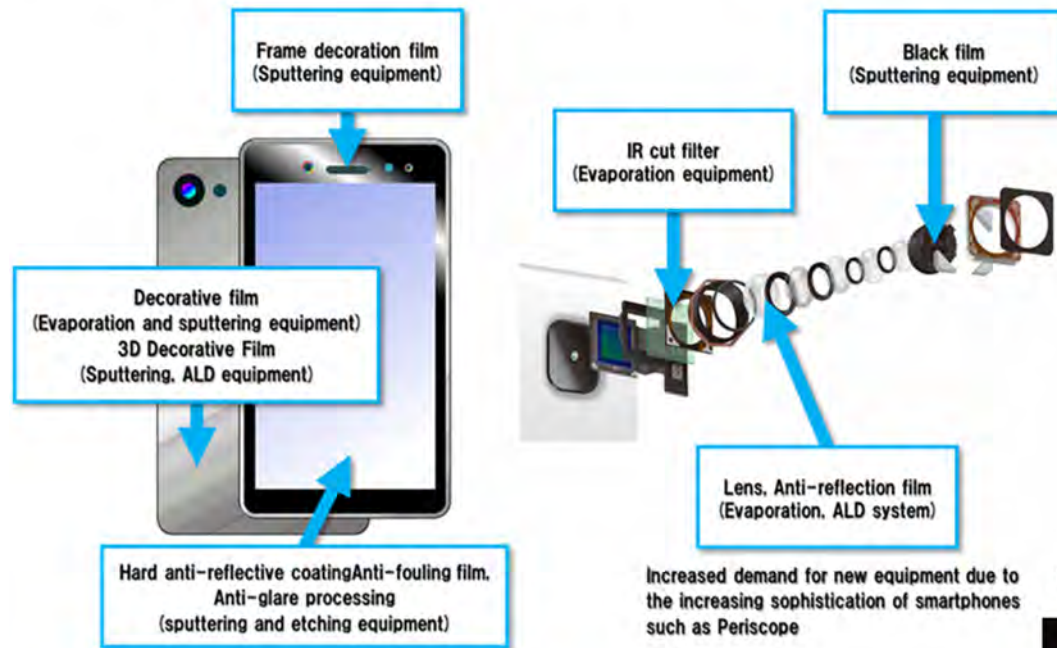 Frame decoration film
(Sputtering equipment)
Black film
(Sputtering equipment)
IR cut filter
(Evaporation equipment)
Decorative film
(Evaporation and sputtering equipment)
3D Decorative Film
(Sputtering, ALD equipment)
Lens, Anti-reflection film
(Evaporation, ALD system)
Hard anti-reflective coatingAnti-fouling film,
Anti-glare processing
(sputtering and etching equipment)
Increased demand for new equipment due to
the increasing sophistication of smartphones
such as Periscope